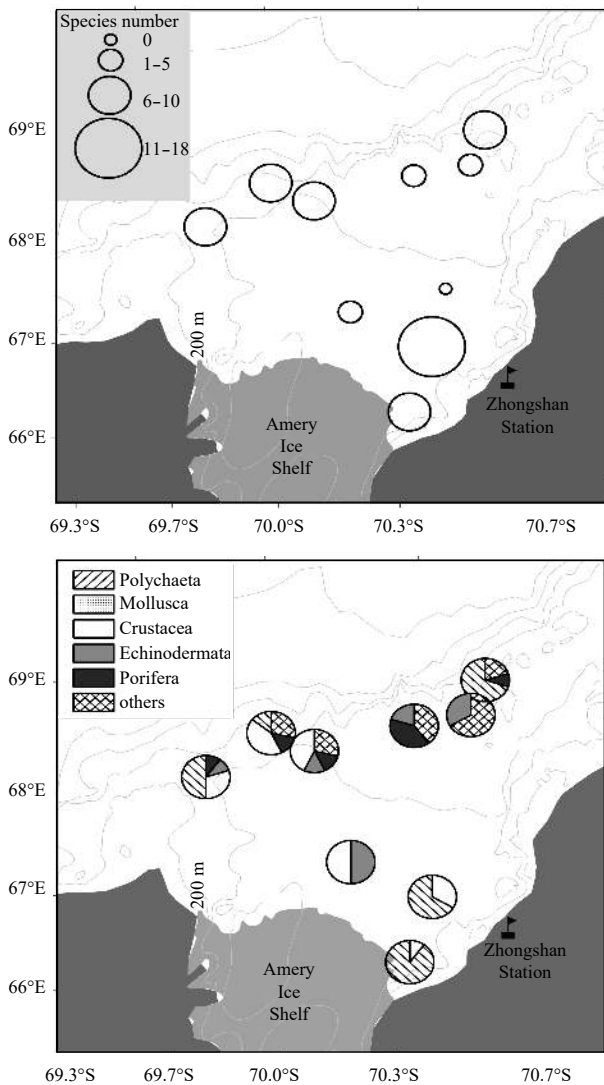 Species number
0
1–5
6–10
11–18
69°E
68°E
67°E
66°E
200 m
Amery
Ice
Shelf
Zhongshan
Station
69.3°S 69.7°S 70.0°S 70.3°S 70.7°S
Polychaeta
Mollusca
Crustacea
Echinodermata
Porifera
others
69°E
68°E
67°E
66°E
200 m
Amery
Ice
Shelf
Zhongshan
Station
69.3°S 69.7°S 70.0°S 70.3°S 70.7°S